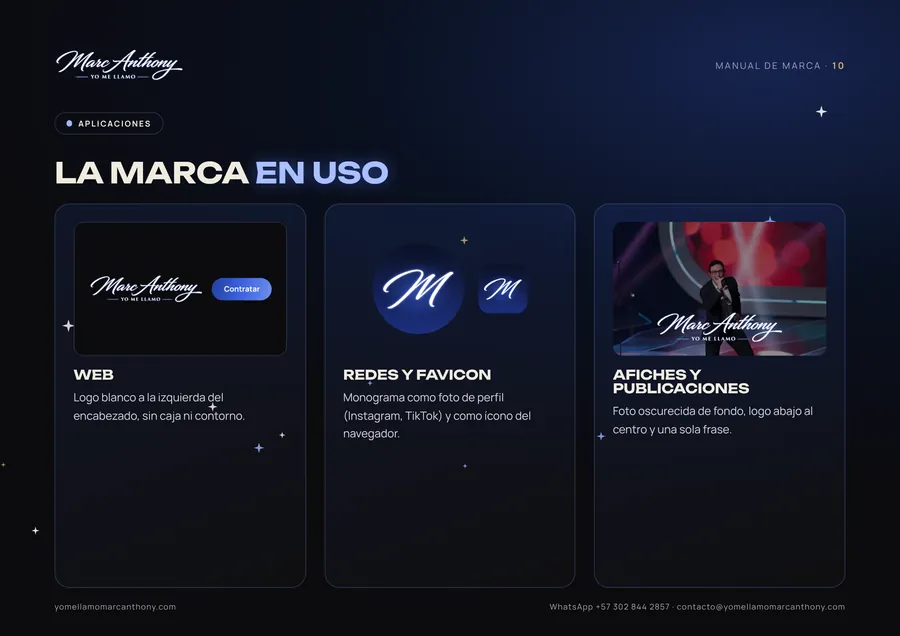 Marc Anthony
YO ME LLAMO
MANUAL DE MARCA · 10
APLICACIONES
LA MARCA EN USO
Marc Anthony
YO ME LLAMO
Contratar
WEB
Logo blanco a la izquierda del
encabezado, sin caja ni contorno.
M
M
REDES Y FAVICON
Monograma como foto de perfil
(Instagram, TikTok) y como ícono del
navegador.
Marc Anthony
YO ME LLAMO
AFICHES Y
PUBLICACIONES
Foto oscurecida de fondo, logo abajo al
centro y una sola frase.
yomellamomarcanthony.com
WhatsApp +57 302 844 2857 · contacto@yomellamomarcanthony.com